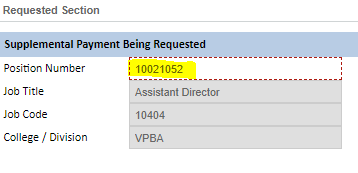 Requested Section
Supplemental Payment Being Requested
Position Number 10021052
Job Title Assistant Director
Job Code 10404
College / Division VPBA